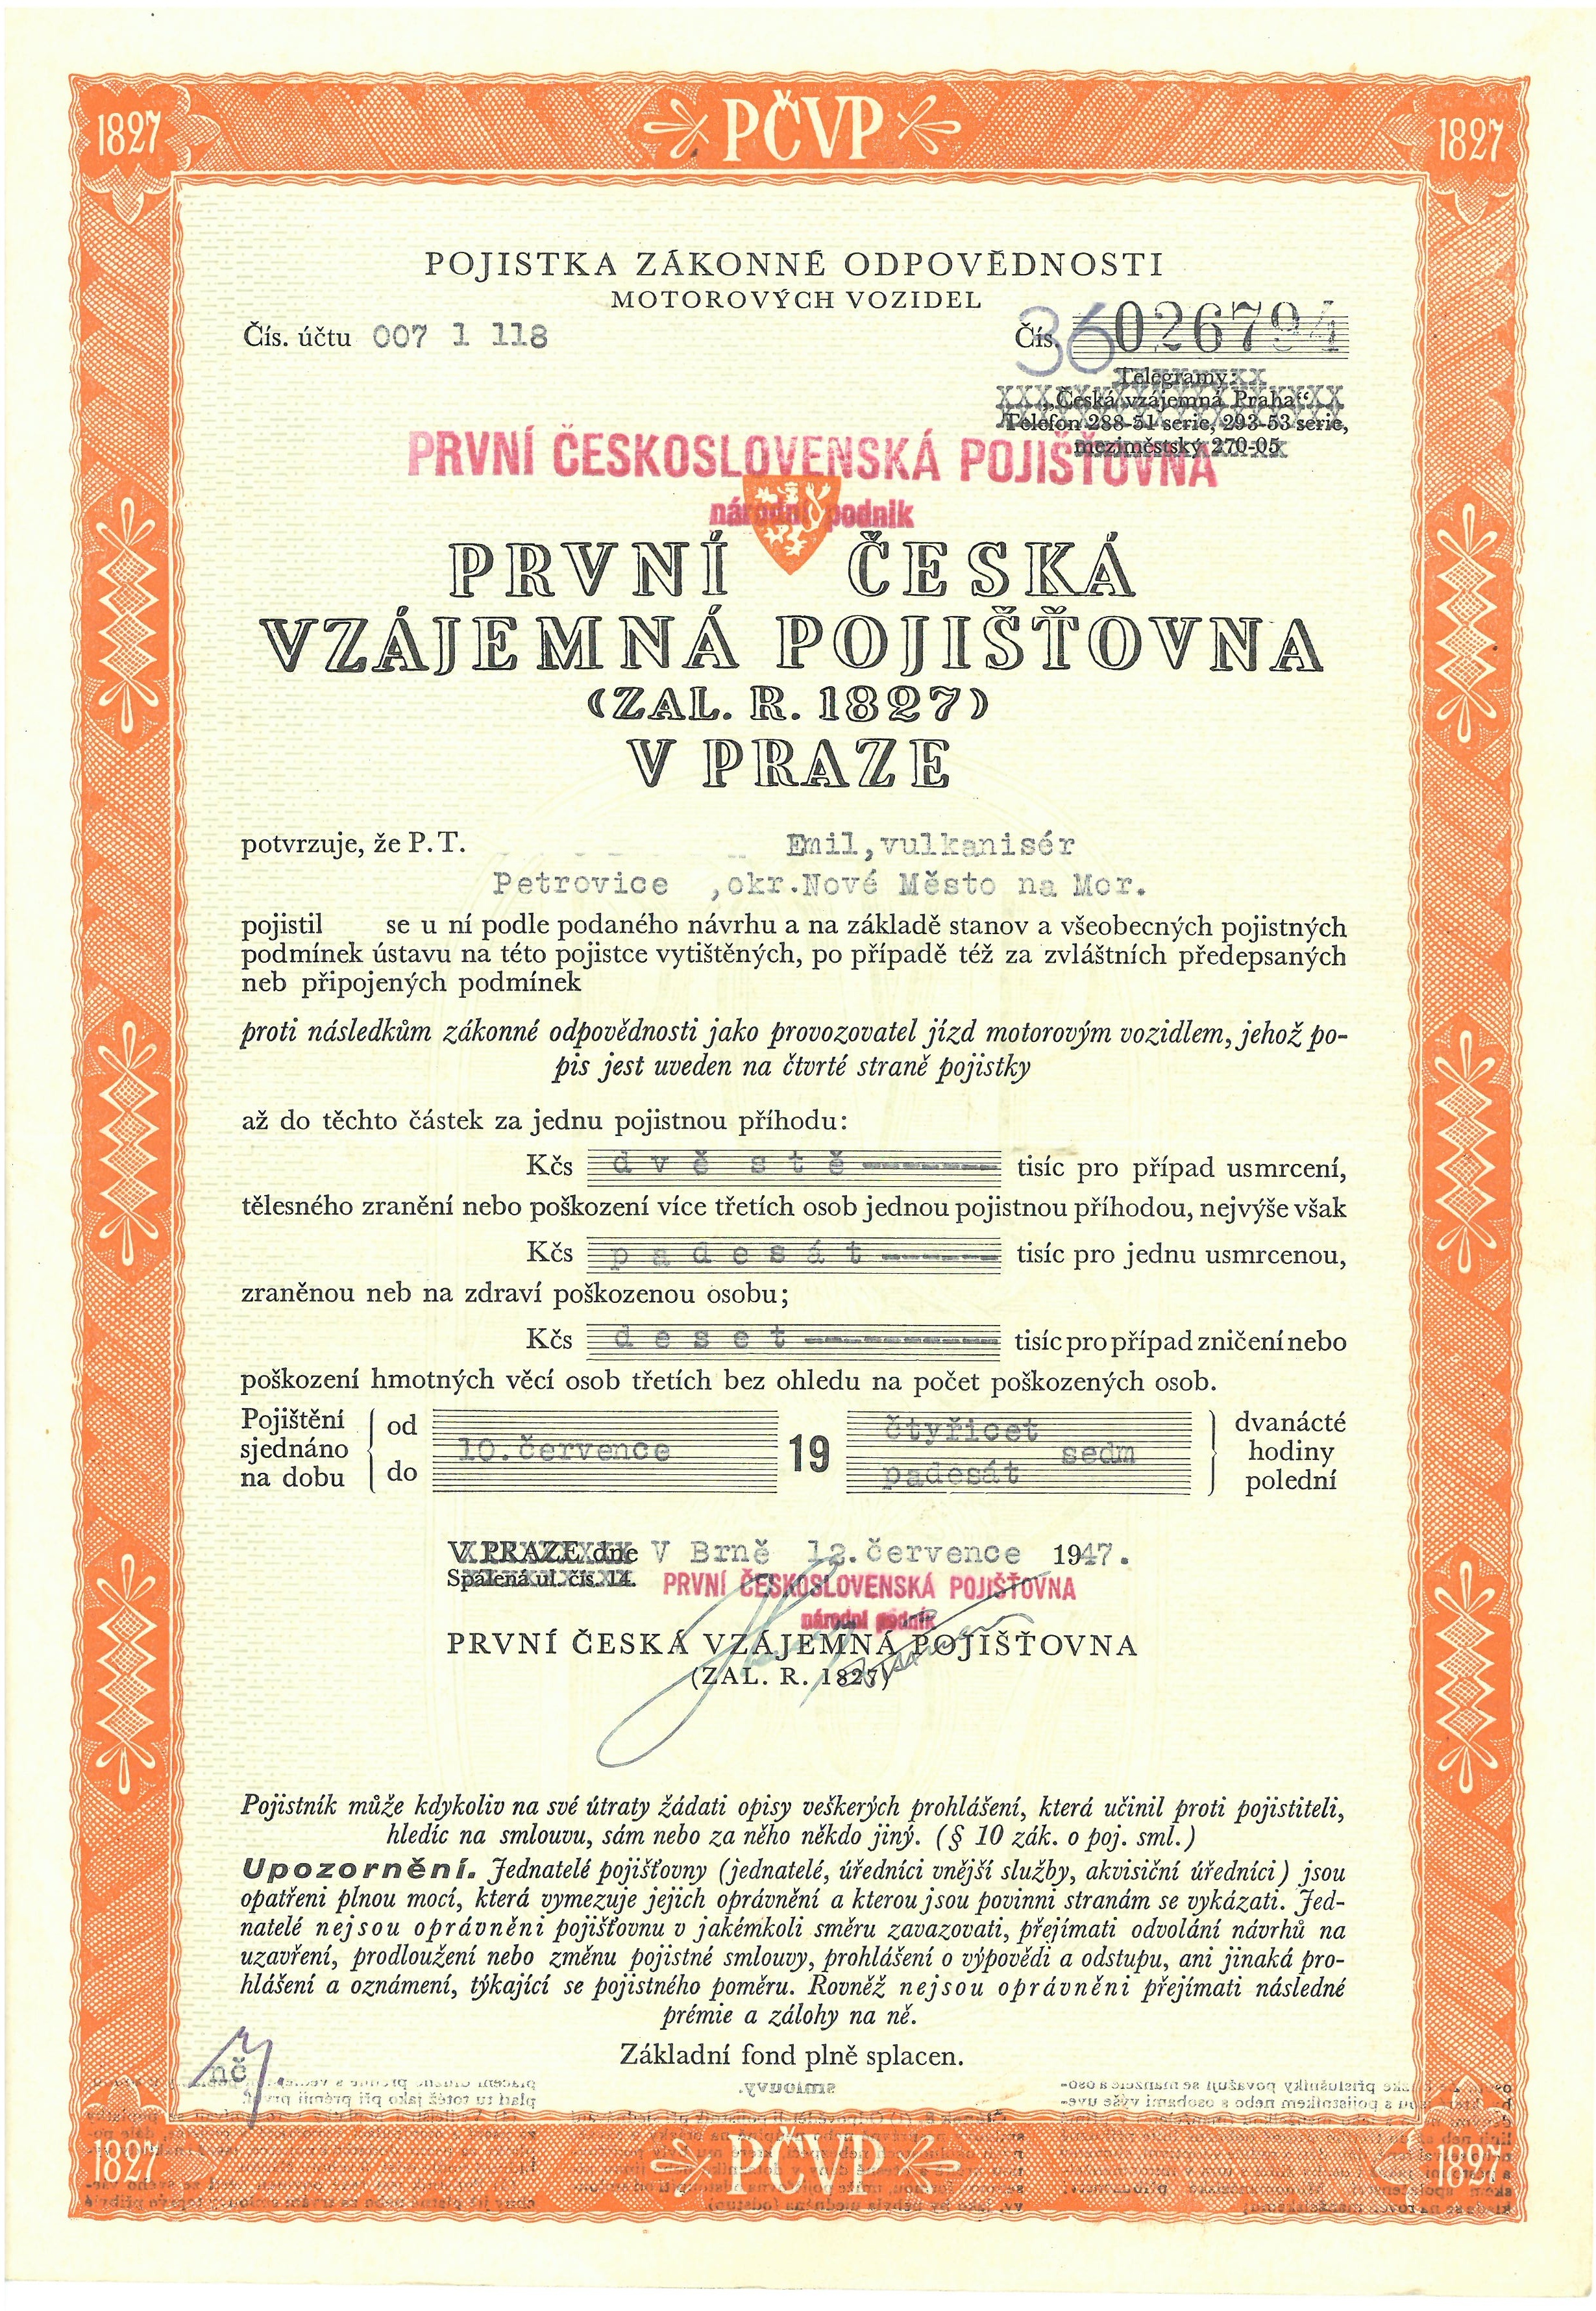 1827 PČVP 1827
POJISTKA ZÁKONNÉ ODPOVĚDNOSTI
MOTOROVÝCH VOZIDEL
Čís. účtu 007 1 118
Čís. 36 026794
Telegramy:
„Česká vzájemná Praha“
Telefon 288-51 serie, 293-53 serie,
meziměstský 270-05
PRVNÍ ČESKOSLOVENSKÁ POJIŠŤOVNA
národní podnik
PRVNÍ ČESKÁ
VZÁJEMNÁ POJIŠŤOVNA
(ZAL. R. 1827)
V PRAZE
potvrzuje, že P. T. Emil, vulkanisér
Petrovice ,okr.Nové Město na Mor.
pojistil se u ní podle podaného návrhu a na základě stanov a všeobecných pojistných
podmínek ústavu na této pojistce vytištěných, po případě též za zvláštních předepsaných
neb připojených podmínek
proti následkům zákonné odpovědnosti jako provozovatel jízd motorovým vozidlem, jehož po-
pis jest uveden na čtvrté straně pojistky
až do těchto částek za jednu pojistnou příhodu:
Kčs d v ě s t ě tisíc pro případ usmrcení,
tělesného zranění nebo poškození více třetích osob jednou pojistnou příhodou, nejvýše však
Kčs p a d e s á t tisíc pro jednu usmrcenou,
zraněnou neb na zdraví poškozenou osobu;
Kčs d e s e t tisíc pro případ zničení nebo
poškození hmotných věcí osob třetích bez ohledu na počet poškozených osob.
Pojištění od čtyřicet dvanácté
sjednáno 10. července 19 sedm hodiny
na dobu do padesát polední
V PRAZE dne V Brně 12. července 1947.
Spálená ul. čís. 14. PRVNÍ ČESKOSLOVENSKÁ POJIŠŤOVNA
národní podnik
PRVNÍ ČESKÁ VZÁJEMNÁ POJIŠŤOVNA
(ZAL. R. 1827)
Pojistník může kdykoliv na své útraty žádati opisy veškerých prohlášení, která učinil proti pojistiteli,
hledíc na smlouvu, sám nebo za něho někdo jiný. (§ 10 zák. o poj. sml.)
Upozornění. Jednatelé pojišťovny (jednatelé, úředníci vnější služby, akvisiční úředníci) jsou
opatřeni plnou mocí, která vymezuje jejich oprávnění a kterou jsou povinni stranám se vykázati. Jed-
natelé nejsou oprávněni pojišťovnu v jakémkoli směru zavazovati, přejímati odvolání návrhů na
uzavření, prodloužení nebo změnu pojistné smlouvy, prohlášení o výpovědi a odstupu, ani jinaká pro-
hlášení a oznámení, týkající se pojistného poměru. Rovněž nejsou oprávněni přejímati následné
prémie a zálohy na ně.
Základní fond plně splacen.
nč.
1827 PČVP 1827